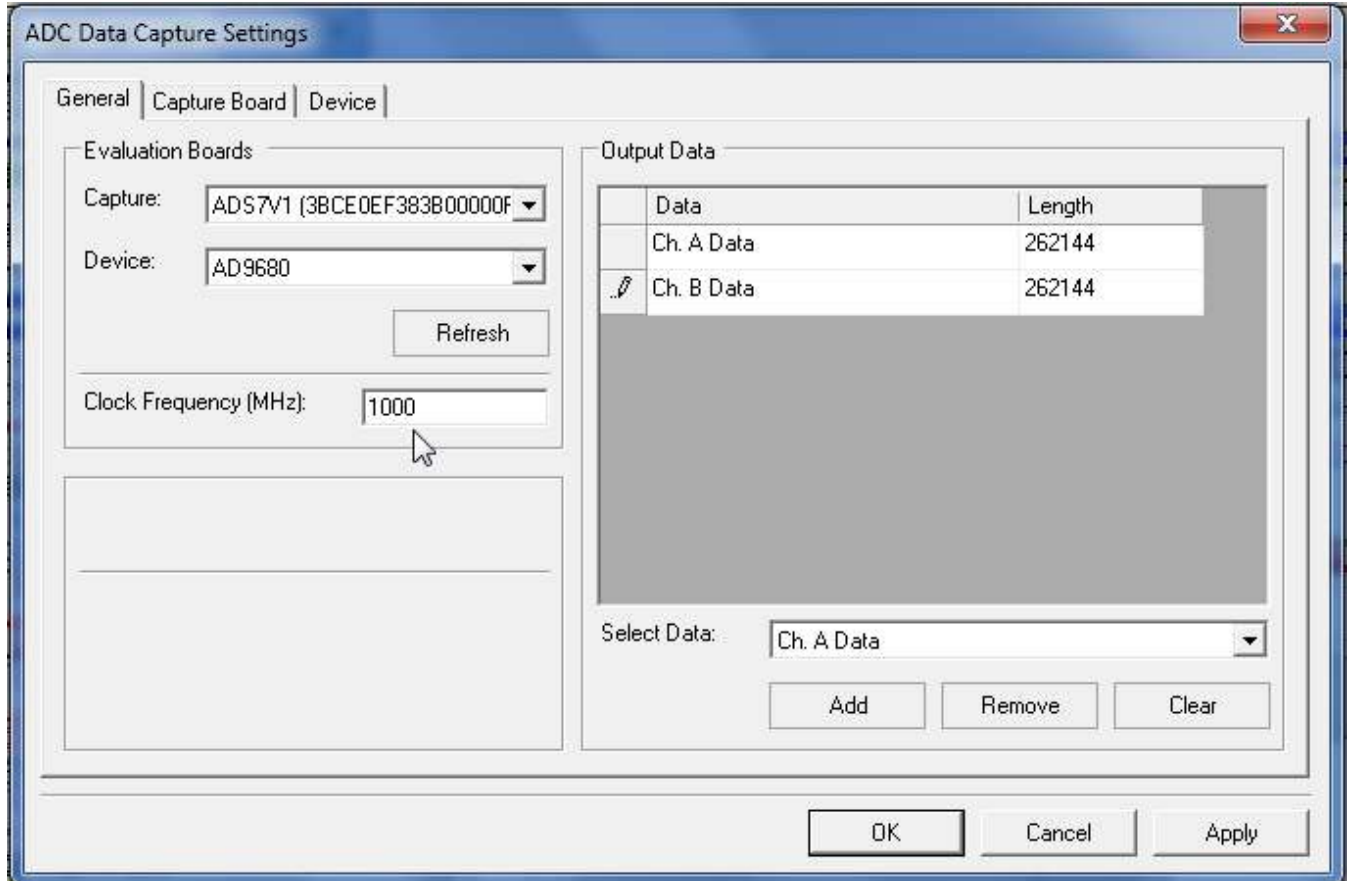 ADC Data Capture Settings
General Capture Board Device
Evaluation Boards
Capture: ADS7V1 (3BCE0EF383B00000F
Device: AD9680
Refresh
Clock Frequency (MHz): 1000
Output Data
Data Length
Ch. A Data 262144
Ch. B Data 262144
Select Data: Ch. A Data
Add Remove Clear
OK Cancel Apply